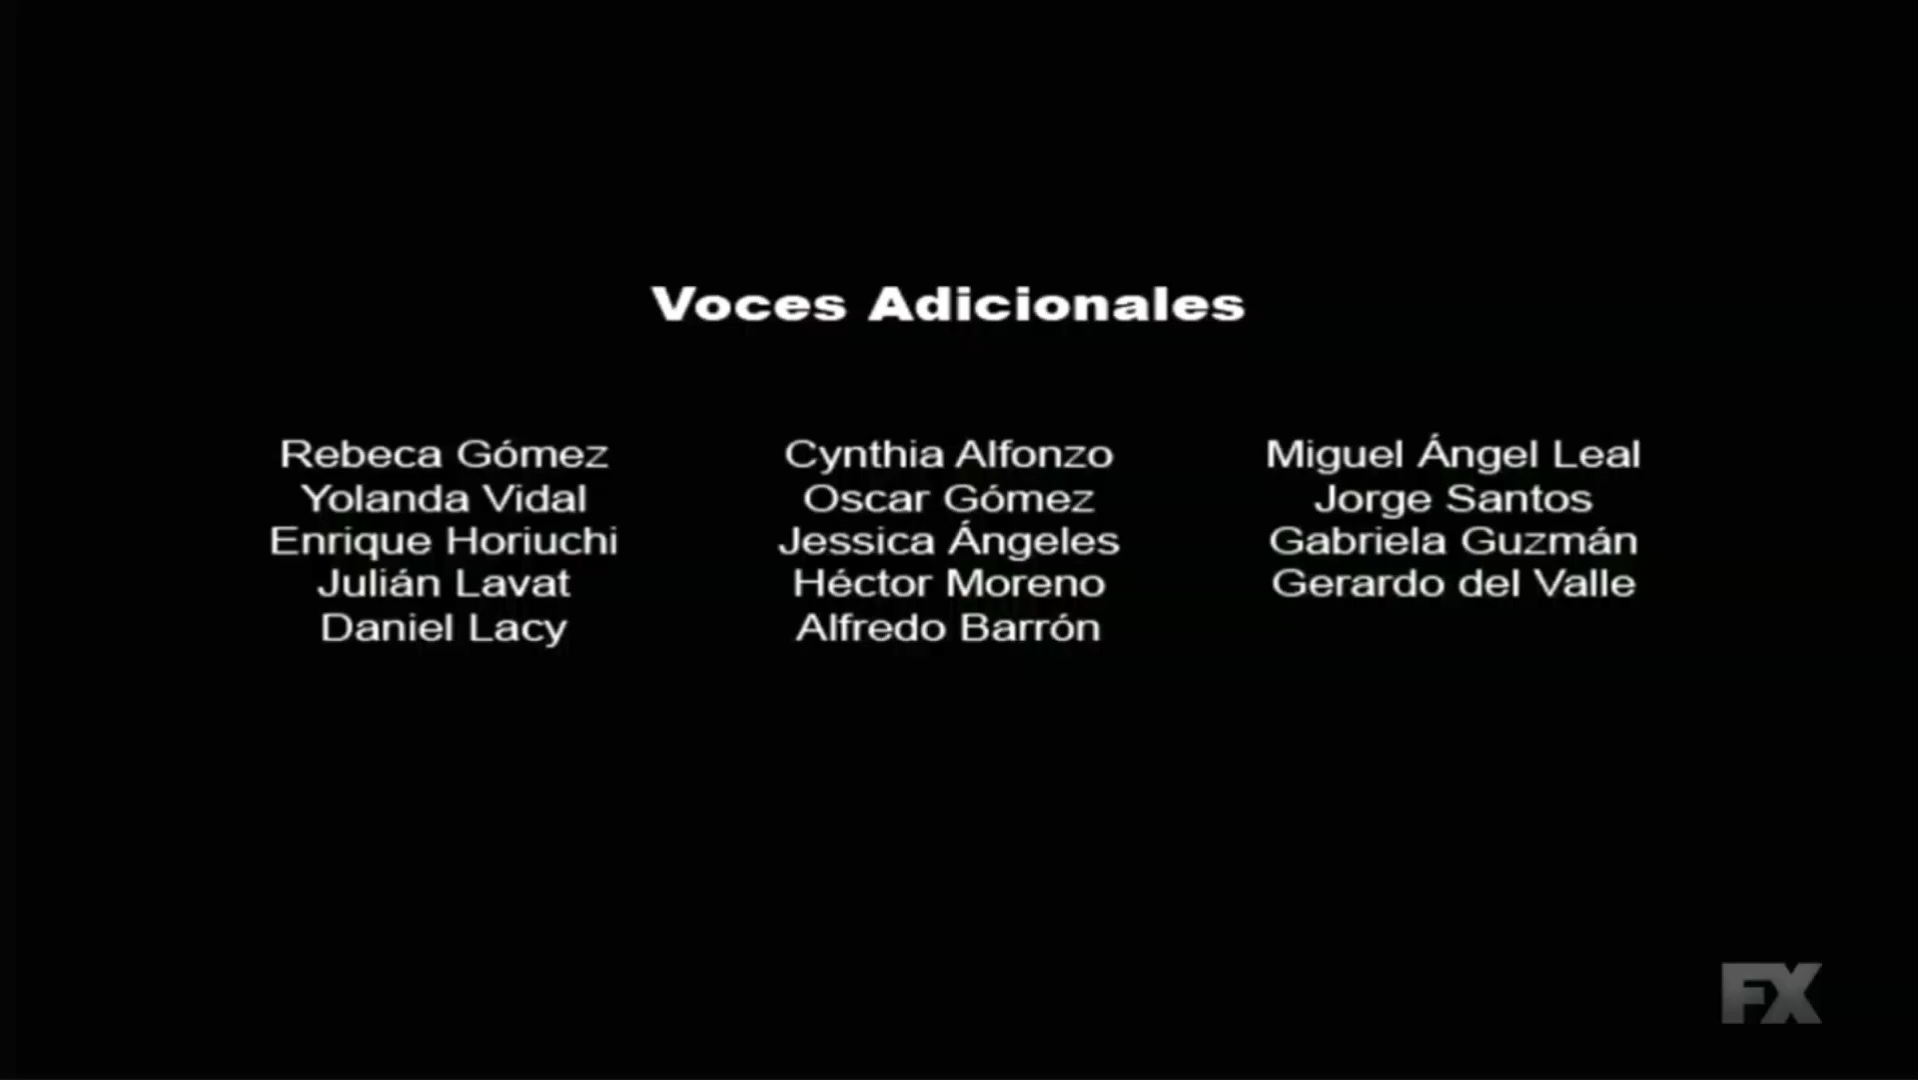 Voces Adicionales
Rebeca Gómez
Yolanda Vidal
Enrique Horiuchi
Julián Lavat
Daniel Lacy
Cynthia Alfonzo
Oscar Gómez
Jessica Ángeles
Héctor Moreno
Alfredo Barrón
Miguel Ángel Leal
Jorge Santos
Gabriela Guzmán
Gerardo del Valle
FX